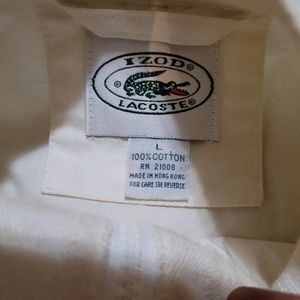 IZOD®
LACOSTE®
L
100% COTTON
RN 21008
MADE IN HONG KONG
FOR CARE SEE REVERSE